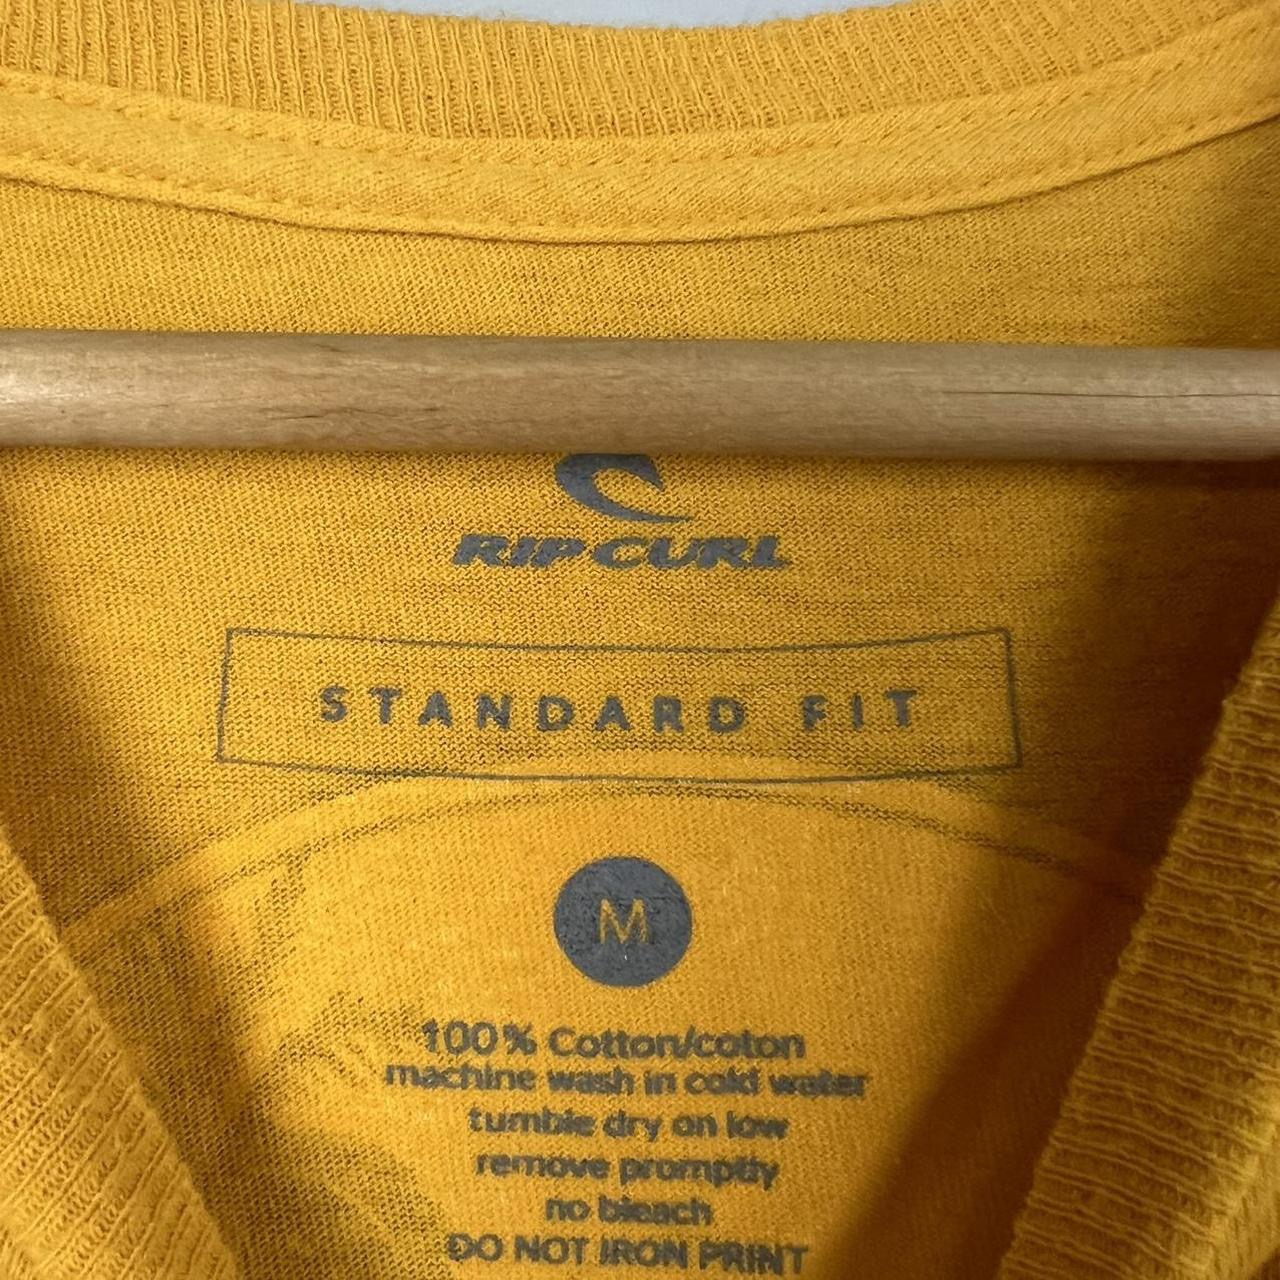 RIP CURL
STANDARD FIT
M
100% Cotton/coton
machine wash in cold water
tumble dry on low
remove promptly
no bleach
DO NOT IRON PRINT